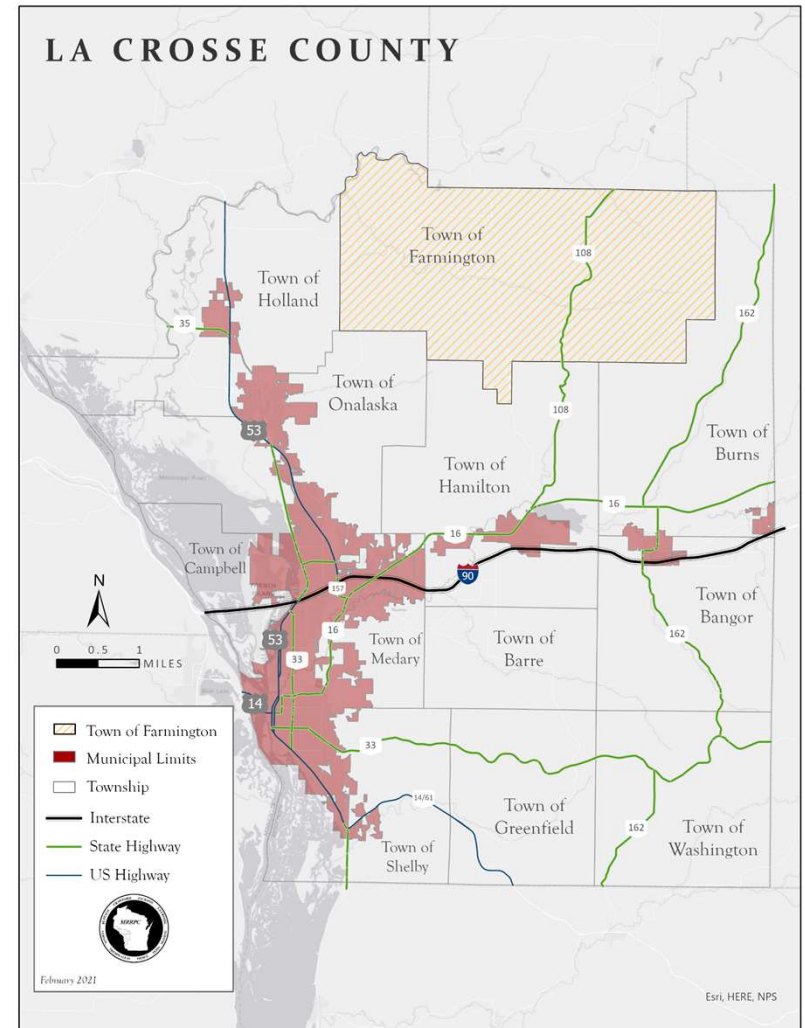 LA CROSSE COUNTY
Town of
Farmington
108
Town of
Holland
162
35
Town of
Onalaska
108
53
Town of
Burns
Town of
Hamilton
16
16
Town of
Campbell
90
157
Town of
Bangor
N
16
53
Town of
Medary
Town of
Barre
162
33
0 0.5 1
MILES
14
33
14/61
Town of
Greenfield
162
Town of
Washington
Town of
Shelby
Town of Farmington
Municipal Limits
Township
Interstate
State Highway
US Highway
MRRPC
February 2021
Esri, HERE, NPS